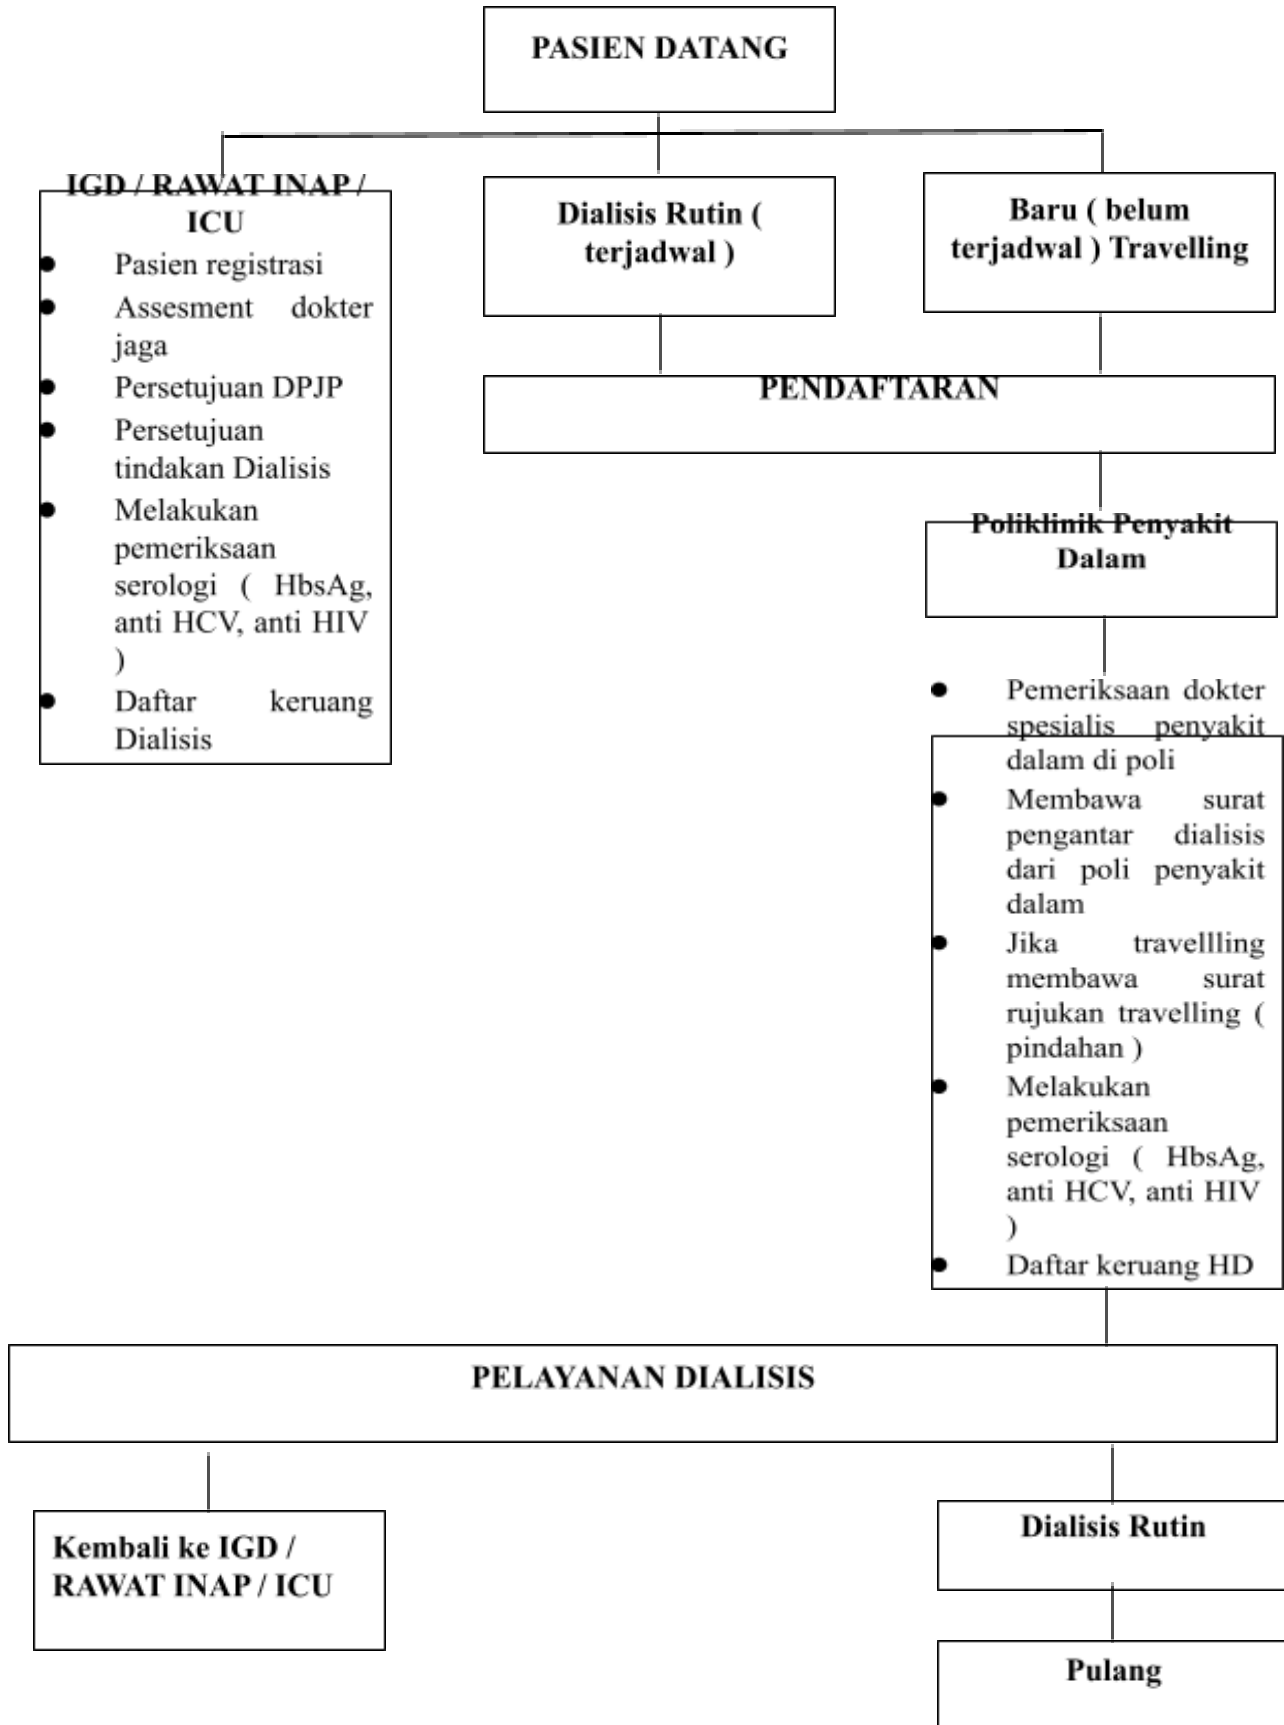 PASIEN DATANG
IGD / RAWAT INAP /
ICU
● Pasien registrasi
● Assesment dokter
jaga
● Persetujuan DPJP
● Persetujuan
tindakan Dialisis
● Melakukan
pemeriksaan
serologi ( HbsAg,
anti HCV, anti HIV
)
● Daftar keruang
Dialisis
Dialisis Rutin (
terjadwal )
Baru ( belum
terjadwal ) Travelling
PENDAFTARAN
Poliklinik Penyakit
Dalam
● Pemeriksaan dokter
spesialis penyakit
dalam di poli
● Membawa surat
pengantar dialisis
dari poli penyakit
dalam
● Jika travellling
membawa surat
rujukan travelling (
pindahan )
● Melakukan
pemeriksaan
serologi ( HbsAg,
anti HCV, anti HIV
)
● Daftar keruang HD
PELAYANAN DIALISIS
Kembali ke IGD /
RAWAT INAP / ICU
Dialisis Rutin
Pulang